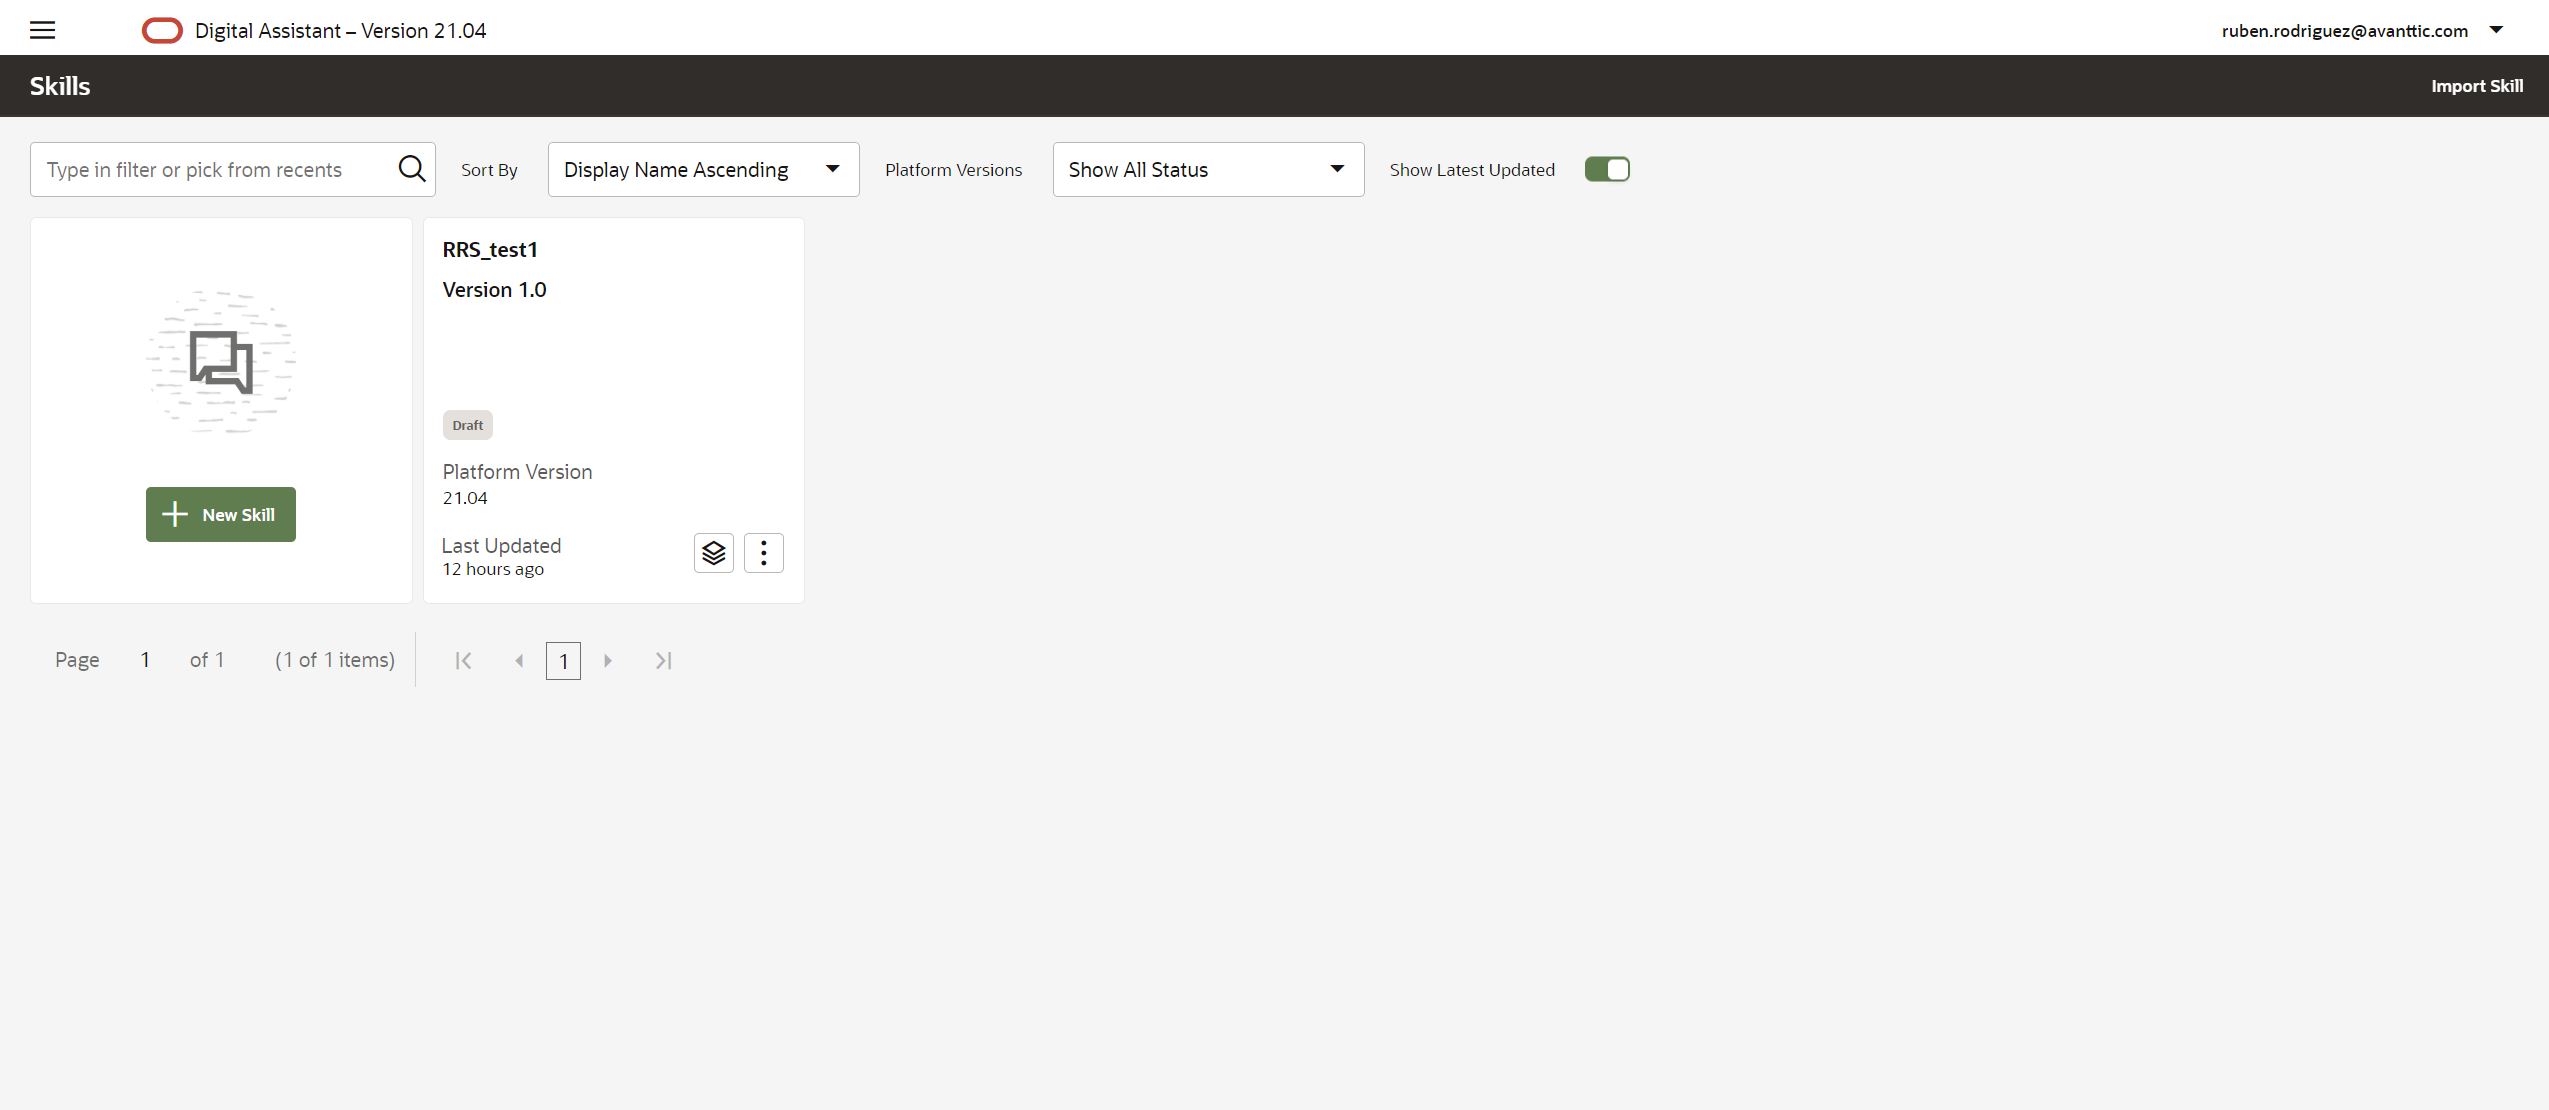 Digital Assistant – Version 21.04
ruben.rodriguez@avanttic.com
Skills
Import Skill
Type in filter or pick from recents
Sort By
Display Name Ascending
Platform Versions
Show All Status
Show Latest Updated
New Skill
RRS_test1
Version 1.0
Draft
Platform Version
21.04
Last Updated
12 hours ago
Page 1 of 1 (1 of 1 items) 1